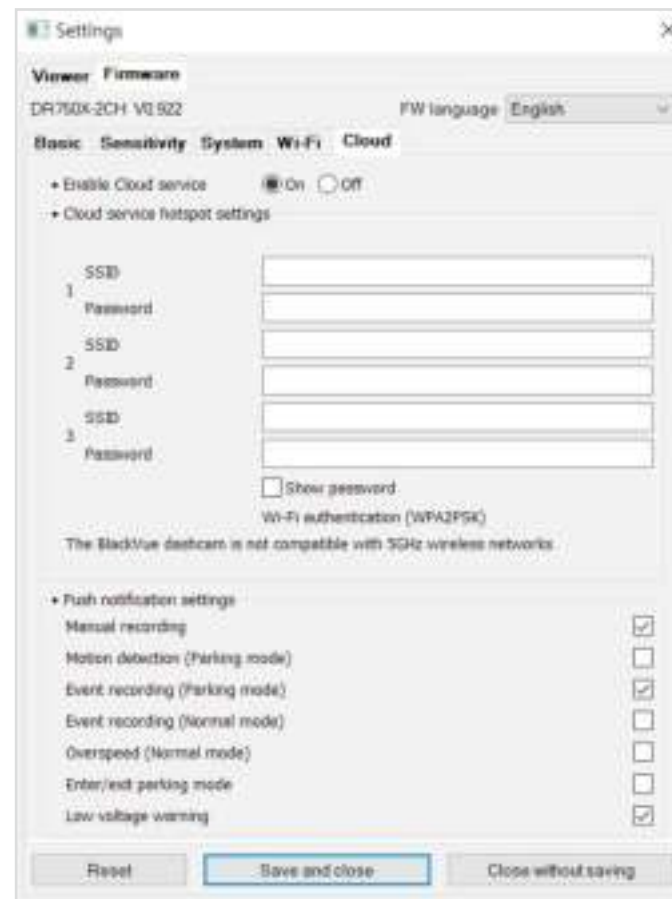 Settings
Viewer Firmware
DR750X-2CH V0.922 FW language English
Basic Sensitivity System Wi-Fi Cloud
Enable Cloud service On Off
Cloud service hotspot settings
SSID
1
Password
SSID
2
Password
SSID
3
Password
Show password
Wi-Fi authentication (WPA2PSK)
The BlackVue dashcam is not compatible with 5GHz wireless networks
Push notification settings
Manual recording
Motion detection (Parking mode)
Event recording (Parking mode)
Event recording (Normal mode)
Overspeed (Normal mode)
Enter/exit parking mode
Low voltage warning
Reset Save and close Close without saving